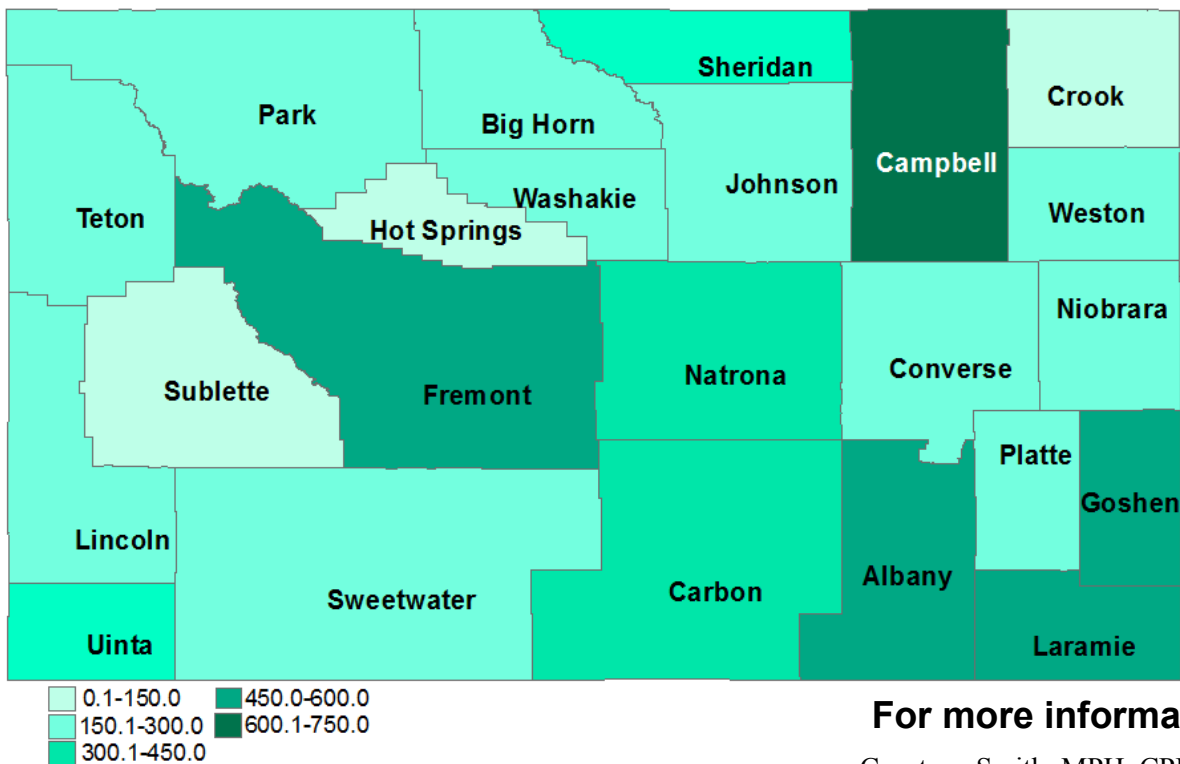 Sheridan
Crook
Park
Big Horn
Campbell
Johnson
Washakie
Teton
Weston
Hot Springs
Niobrara
Converse
Natrona
Sublette
Fremont
Platte
Goshen
Lincoln
Albany
Carbon
Sweetwater
Uinta
Laramie
0.1-150.0
450.0-600.0
150.1-300.0
600.1-750.0
300.1-450.0
For more informa